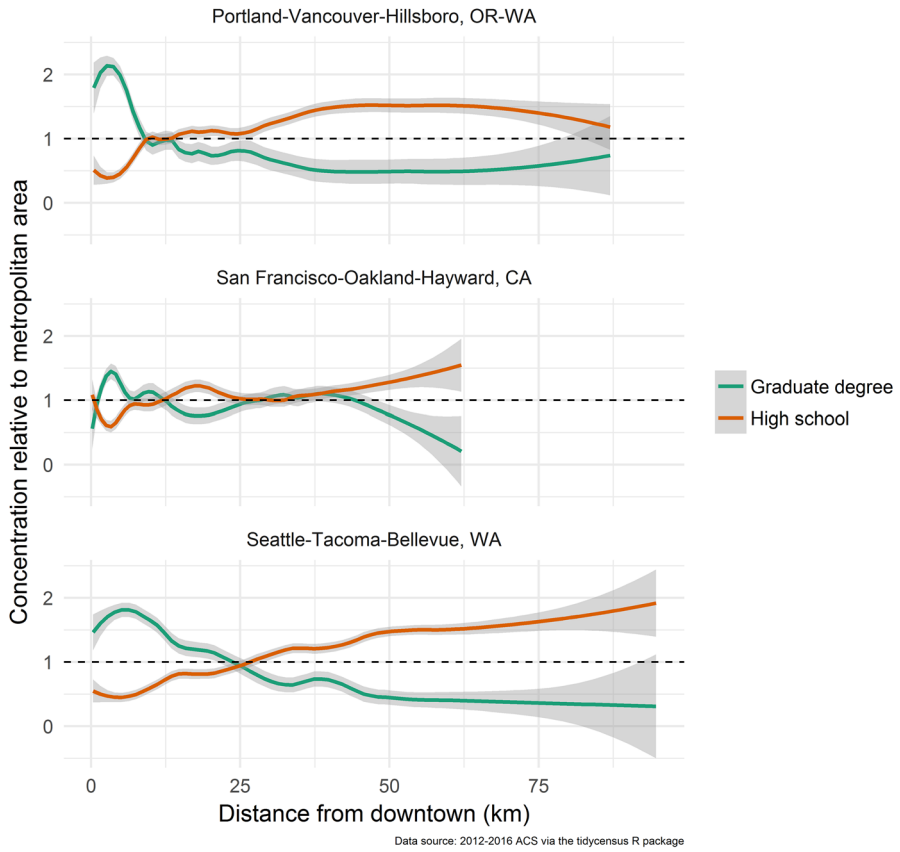 Portland-Vancouver-Hillsboro, OR-WA
2
1
0
San Francisco-Oakland-Hayward, CA
2
1
0
Seattle-Tacoma-Bellevue, WA
2
1
0
0 25 50 75
Distance from downtown (km)
Concentration relative to metropolitan area
Graduate degree
High school
Data source: 2012-2016 ACS via the tidycensus R package